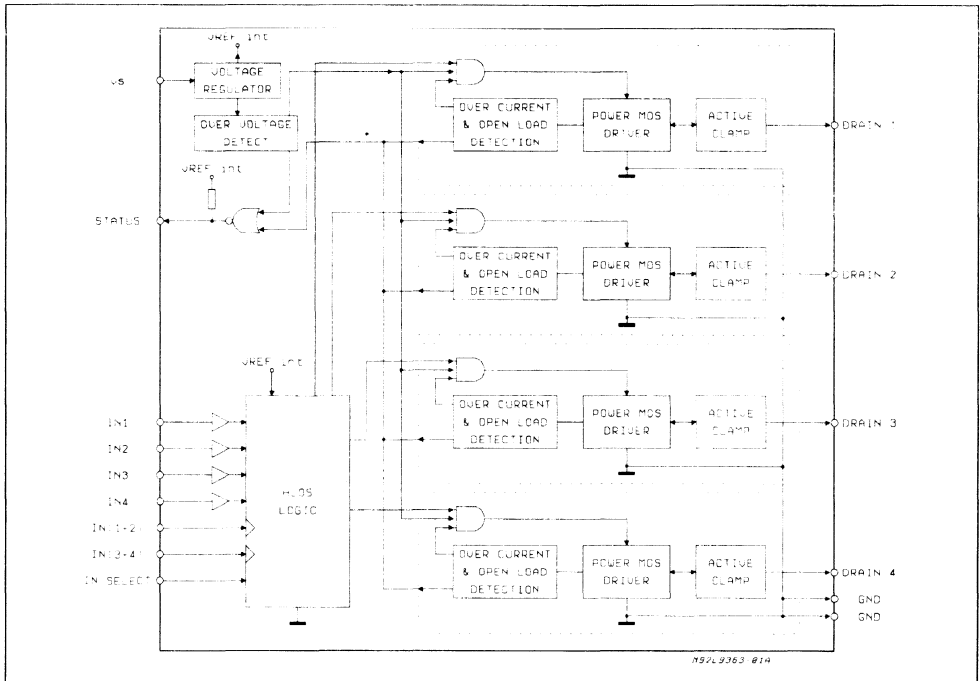 VREF int
VS
VOLTAGE
REGULATOR
OVER VOLTAGE
DETECT
VREF int
STATUS
OVER CURRENT
& OPEN LOAD
DETECTION
POWER MOS
DRIVER
ACTIVE
CLAMP
DRAIN 1
OVER CURRENT
& OPEN LOAD
DETECTION
POWER MOS
DRIVER
ACTIVE
CLAMP
DRAIN 2
VREF int
IN1
IN2
IN3
IN4
IN(1+2)
IN(3+4)
IN SELECT
LOGIC
OVER CURRENT
& OPEN LOAD
DETECTION
POWER MOS
DRIVER
ACTIVE
CLAMP
DRAIN 3
OVER CURRENT
& OPEN LOAD
DETECTION
POWER MOS
DRIVER
ACTIVE
CLAMP
DRAIN 4
GND
GND
M92L9363-01A